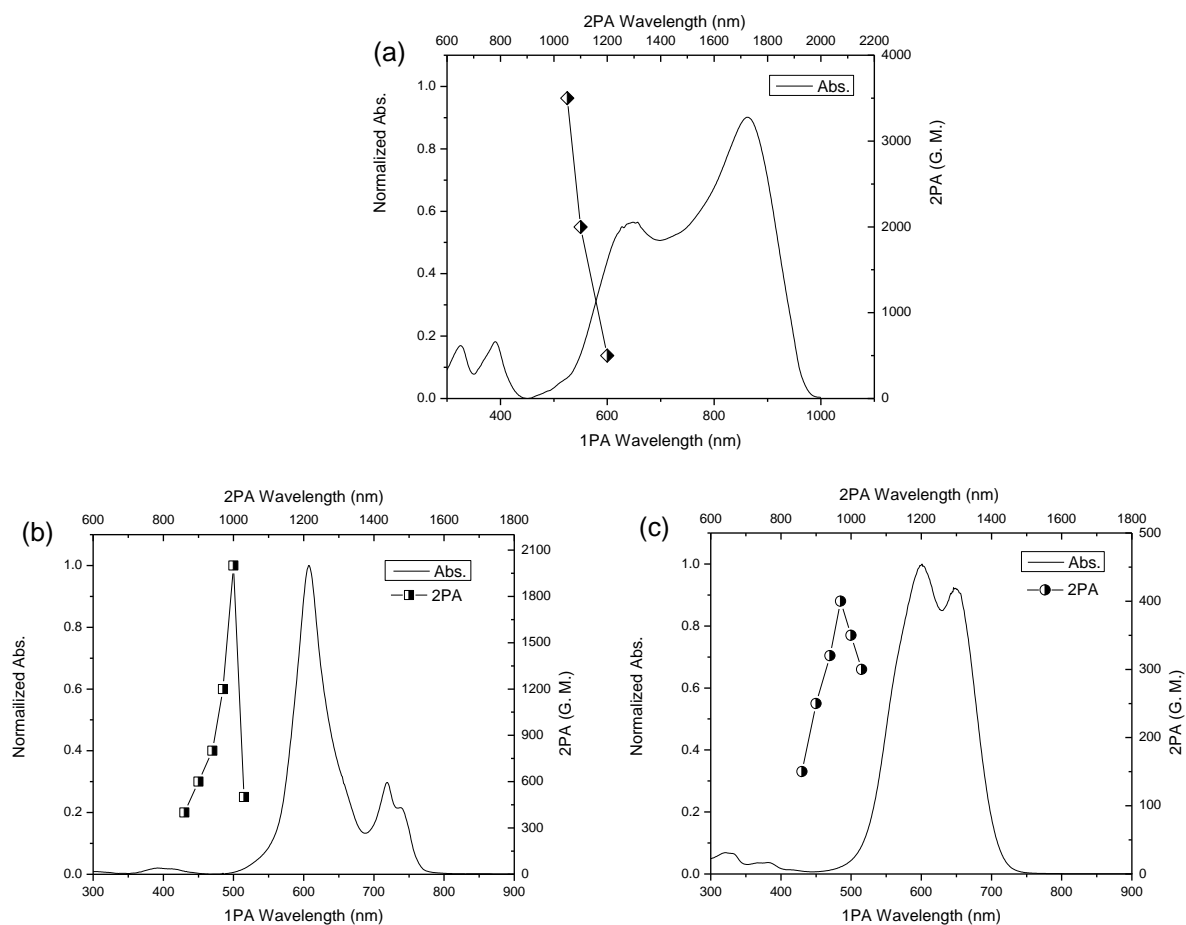 2PA Wavelength (nm)
600 800 1000 1200 1400 1600 1800 2000 2200
(a)
Abs.
1.0
0.8
0.6
0.4
0.2
0.0
Normalized Abs.
4000
3000
2000
1000
0
2PA (G. M.)
400 600 800 1000
1PA Wavelength (nm)
2PA Wavelength (nm)
600 800 1000 1200 1400 1600 1800
(b)
Abs.
2PA
1.0
0.8
0.6
0.4
0.2
0.0
Normailized Abs.
2100
1800
1500
1200
900
600
300
0
2PA (G. M.)
300 400 500 600 700 800 900
1PA Wavelength (nm)
2PA Wavelength (nm)
600 800 1000 1200 1400 1600 1800
(c)
Abs.
2PA
1.0
0.8
0.6
0.4
0.2
0.0
Normalized Abs.
500
400
300
200
100
0
2PA (G. M.)
300 400 500 600 700 800 900
1PA Wavelength (nm)